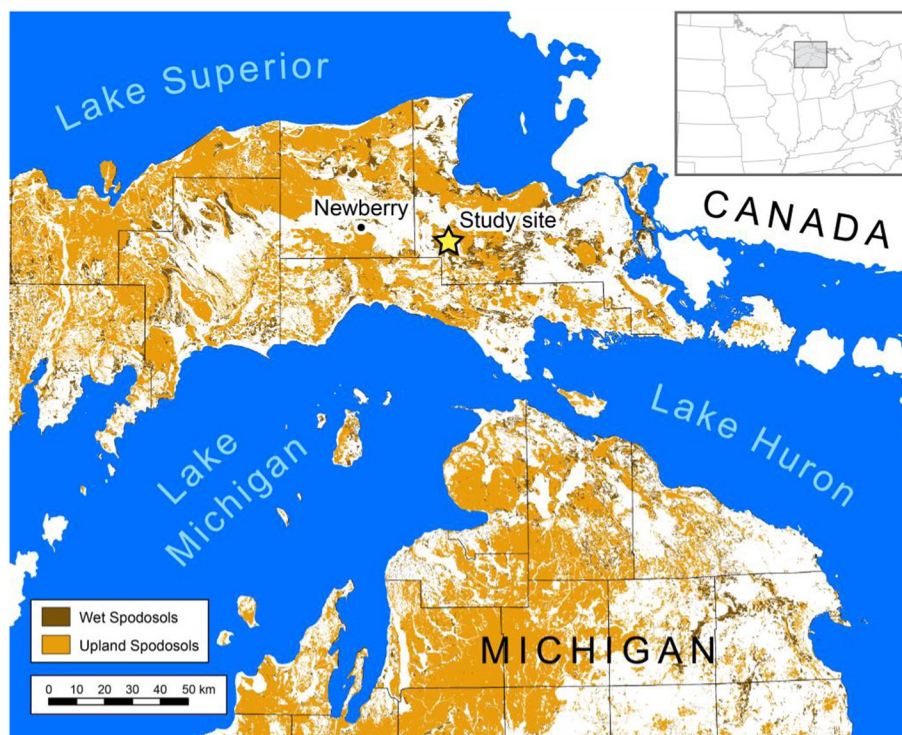 Lake Superior
CANADA
Newberry
Study site
Lake
Michigan
Lake Huron
MICHIGAN
Wet Spodosols
Upland Spodosols
0 10 20 30 40 50 km